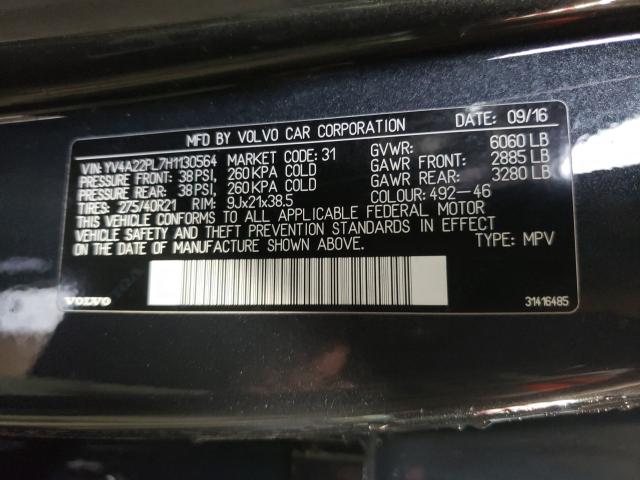 MFD BY VOLVO CAR CORPORATION DATE: 09/16
VIN: YV4A22PL7H1130564 MARKET CODE: 31 GVWR: 6060 LB
PRESSURE FRONT: 38 PSI, 260 KPA COLD GAWR FRONT: 2885 LB
PRESSURE REAR: 38 PSI, 260 KPA COLD GAWR REAR: 3280 LB
TIRES: 275/40R21 RIM: 9Jx21x38.5 COLOUR: 492-46
THIS VEHICLE CONFORMS TO ALL APPLICABLE FEDERAL MOTOR
VEHICLE SAFETY AND THEFT PREVENTION STANDARDS IN EFFECT
ON THE DATE OF MANUFACTURE SHOWN ABOVE. TYPE: MPV
VOLVO 31416485